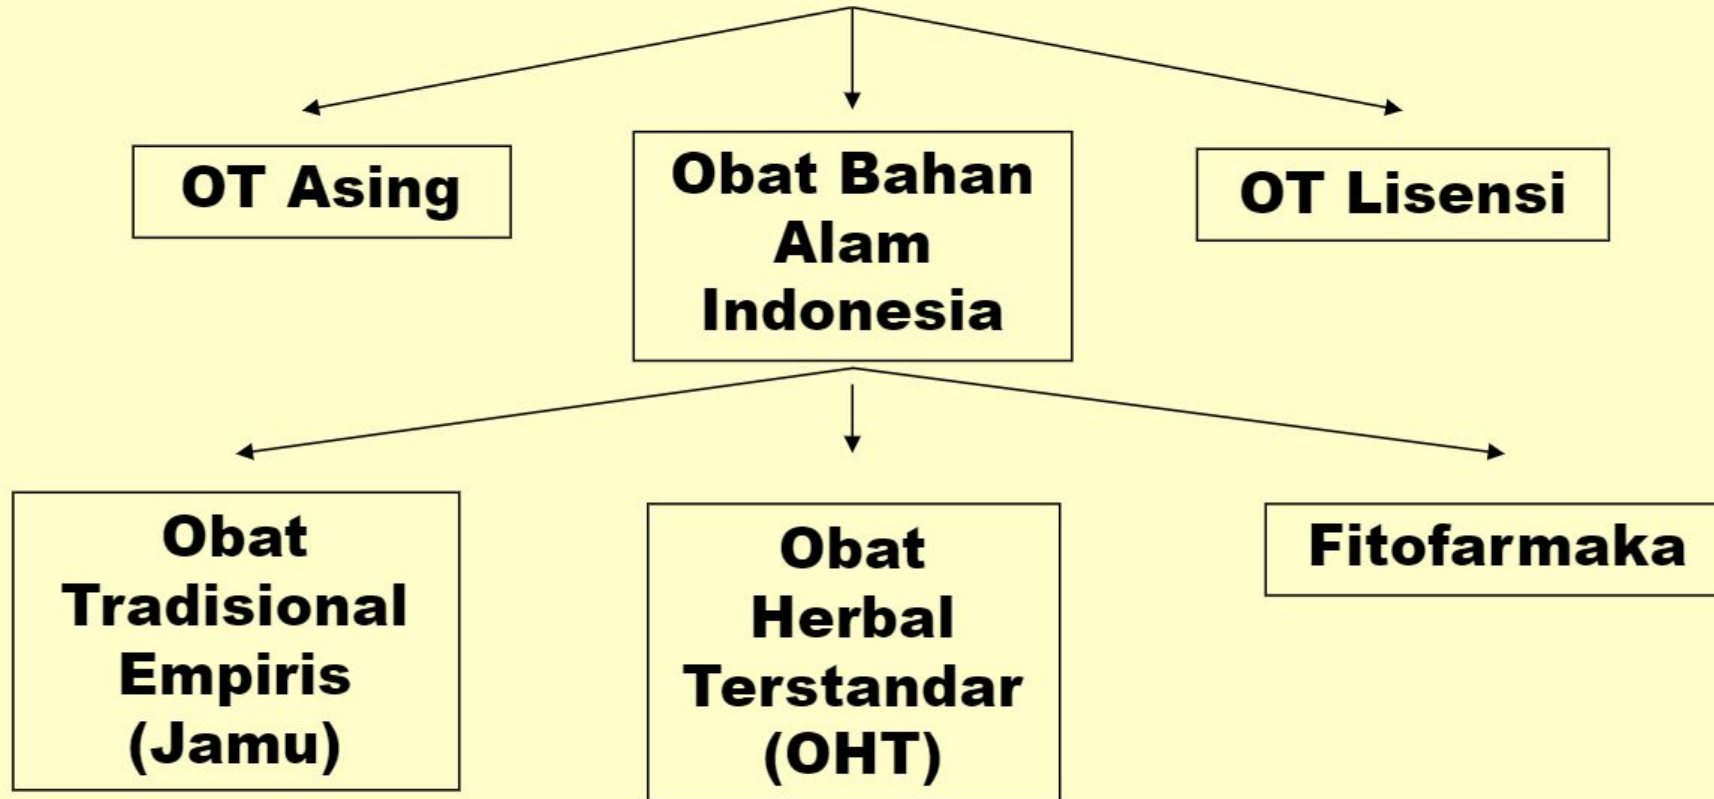 OT Asing
Obat Bahan
Alam
Indonesia
OT Lisensi
Obat
Tradisional
Empiris
(Jamu)
Obat
Herbal
Terstandar
(OHT)
Fitofarmaka